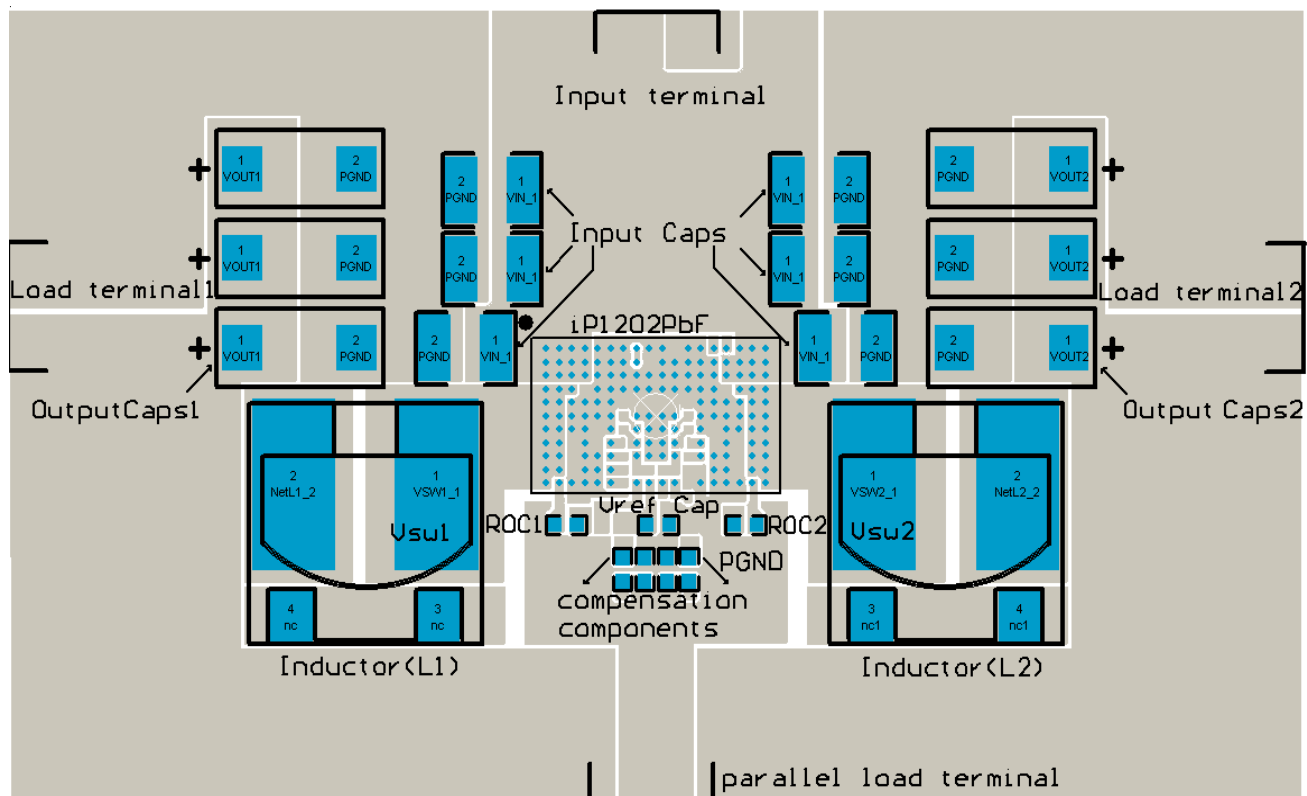 Input terminal
1 2 2 1 1 2 2 1
VOUT1 PGND PGND VIN_1 VIN_1 PGND PGND VOUT2
+ +
Input Caps
1 2 2 1 1 2 2 1
VOUT1 PGND PGND VIN_1 VIN_1 PGND PGND VOUT2
+ +
Load terminal1 Load terminal2
iP1202PbF
1 2 2 1 1 2 2 1
VOUT1 PGND PGND VIN_1 VIN_1 PGND PGND VOUT2
+ +
OutputCaps1 Output Caps2
2 1 1 2
NetL1_2 VSW1_1 VSW2_1 NetL2_2
Vref Cap
ROC1 ROC2
Vsw1 Vsw2
PGND
compensation
components
4 3 3 4
nc nc nc1 nc1
Inductor(L1) Inductor(L2)
parallel load terminal